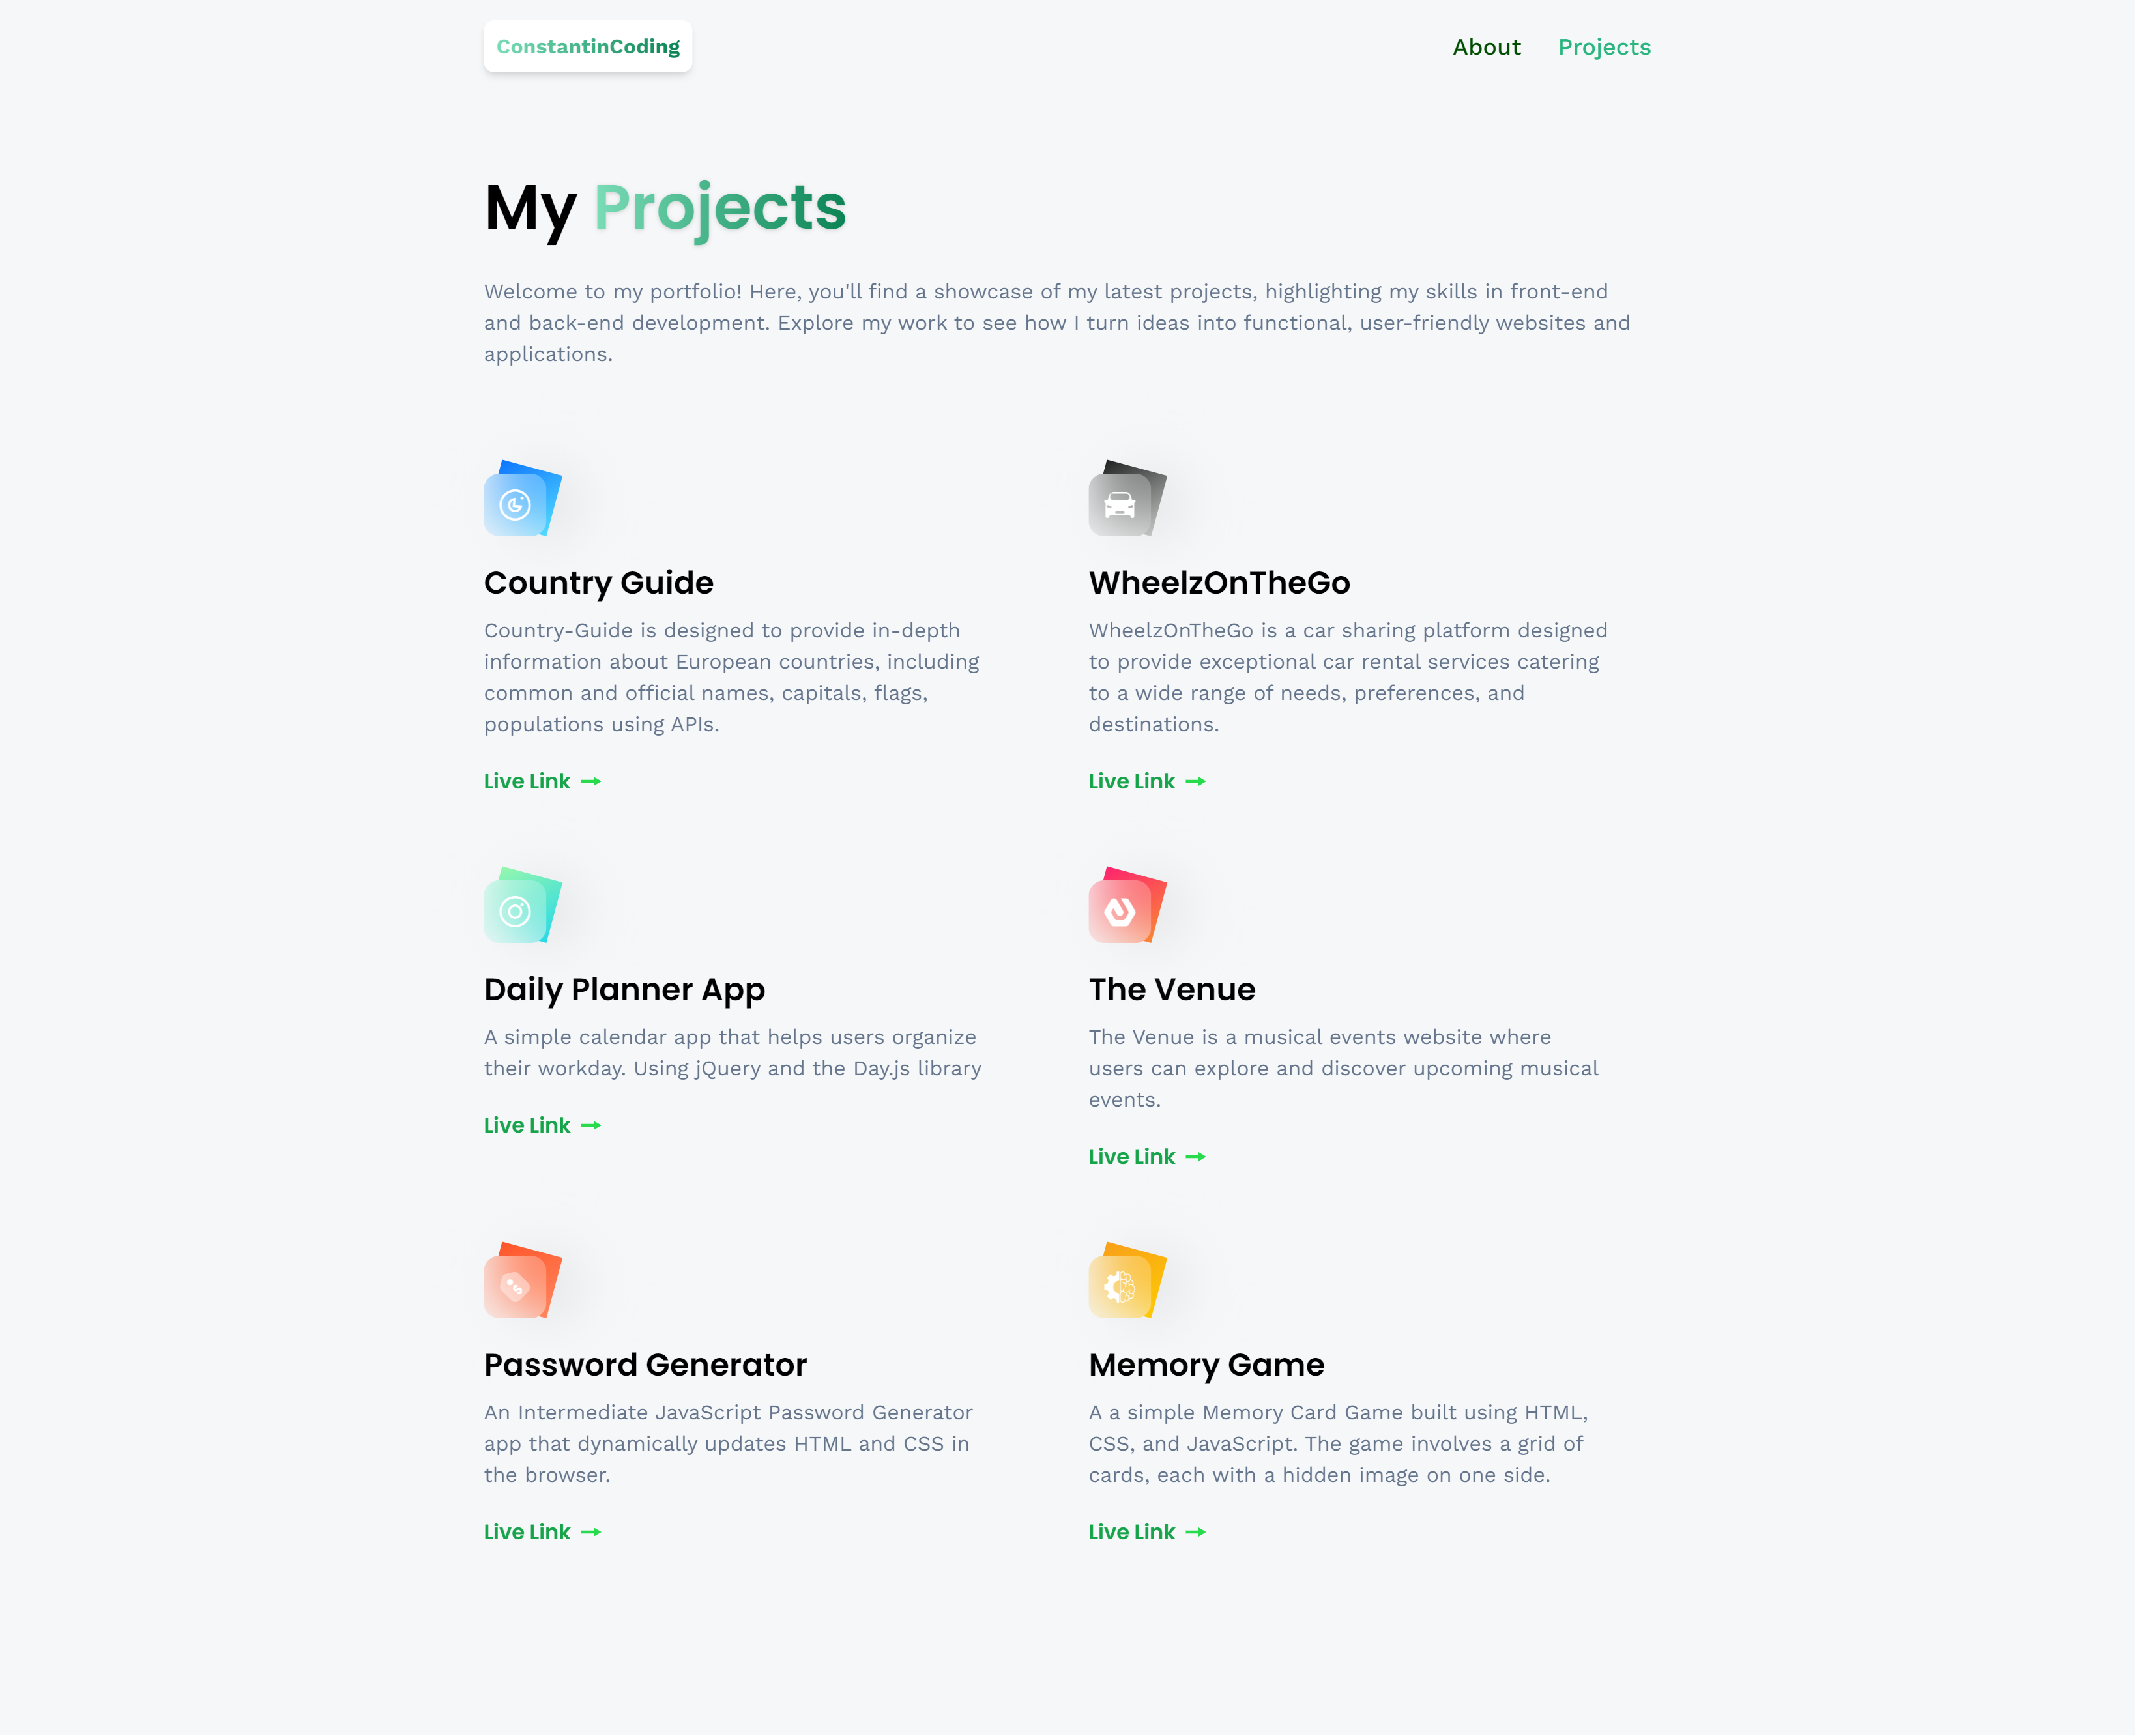 ConstantinCoding
About
Projects
My Projects
Welcome to my portfolio! Here, you'll find a showcase of my latest projects, highlighting my skills in front-end
and back-end development. Explore my work to see how I turn ideas into functional, user-friendly websites and
applications.
Country Guide
Country-Guide is designed to provide in-depth
information about European countries, including
common and official names, capitals, flags,
populations using APIs.
Live Link
WheelzOnTheGo
WheelzOnTheGo is a car sharing platform designed
to provide exceptional car rental services catering
to a wide range of needs, preferences, and
destinations.
Live Link
Daily Planner App
A simple calendar app that helps users organize
their workday. Using jQuery and the Day.js library
Live Link
The Venue
The Venue is a musical events website where
users can explore and discover upcoming musical
events.
Live Link
Password Generator
An Intermediate JavaScript Password Generator
app that dynamically updates HTML and CSS in
the browser.
Live Link
Memory Game
A a simple Memory Card Game built using HTML,
CSS, and JavaScript. The game involves a grid of
cards, each with a hidden image on one side.
Live Link